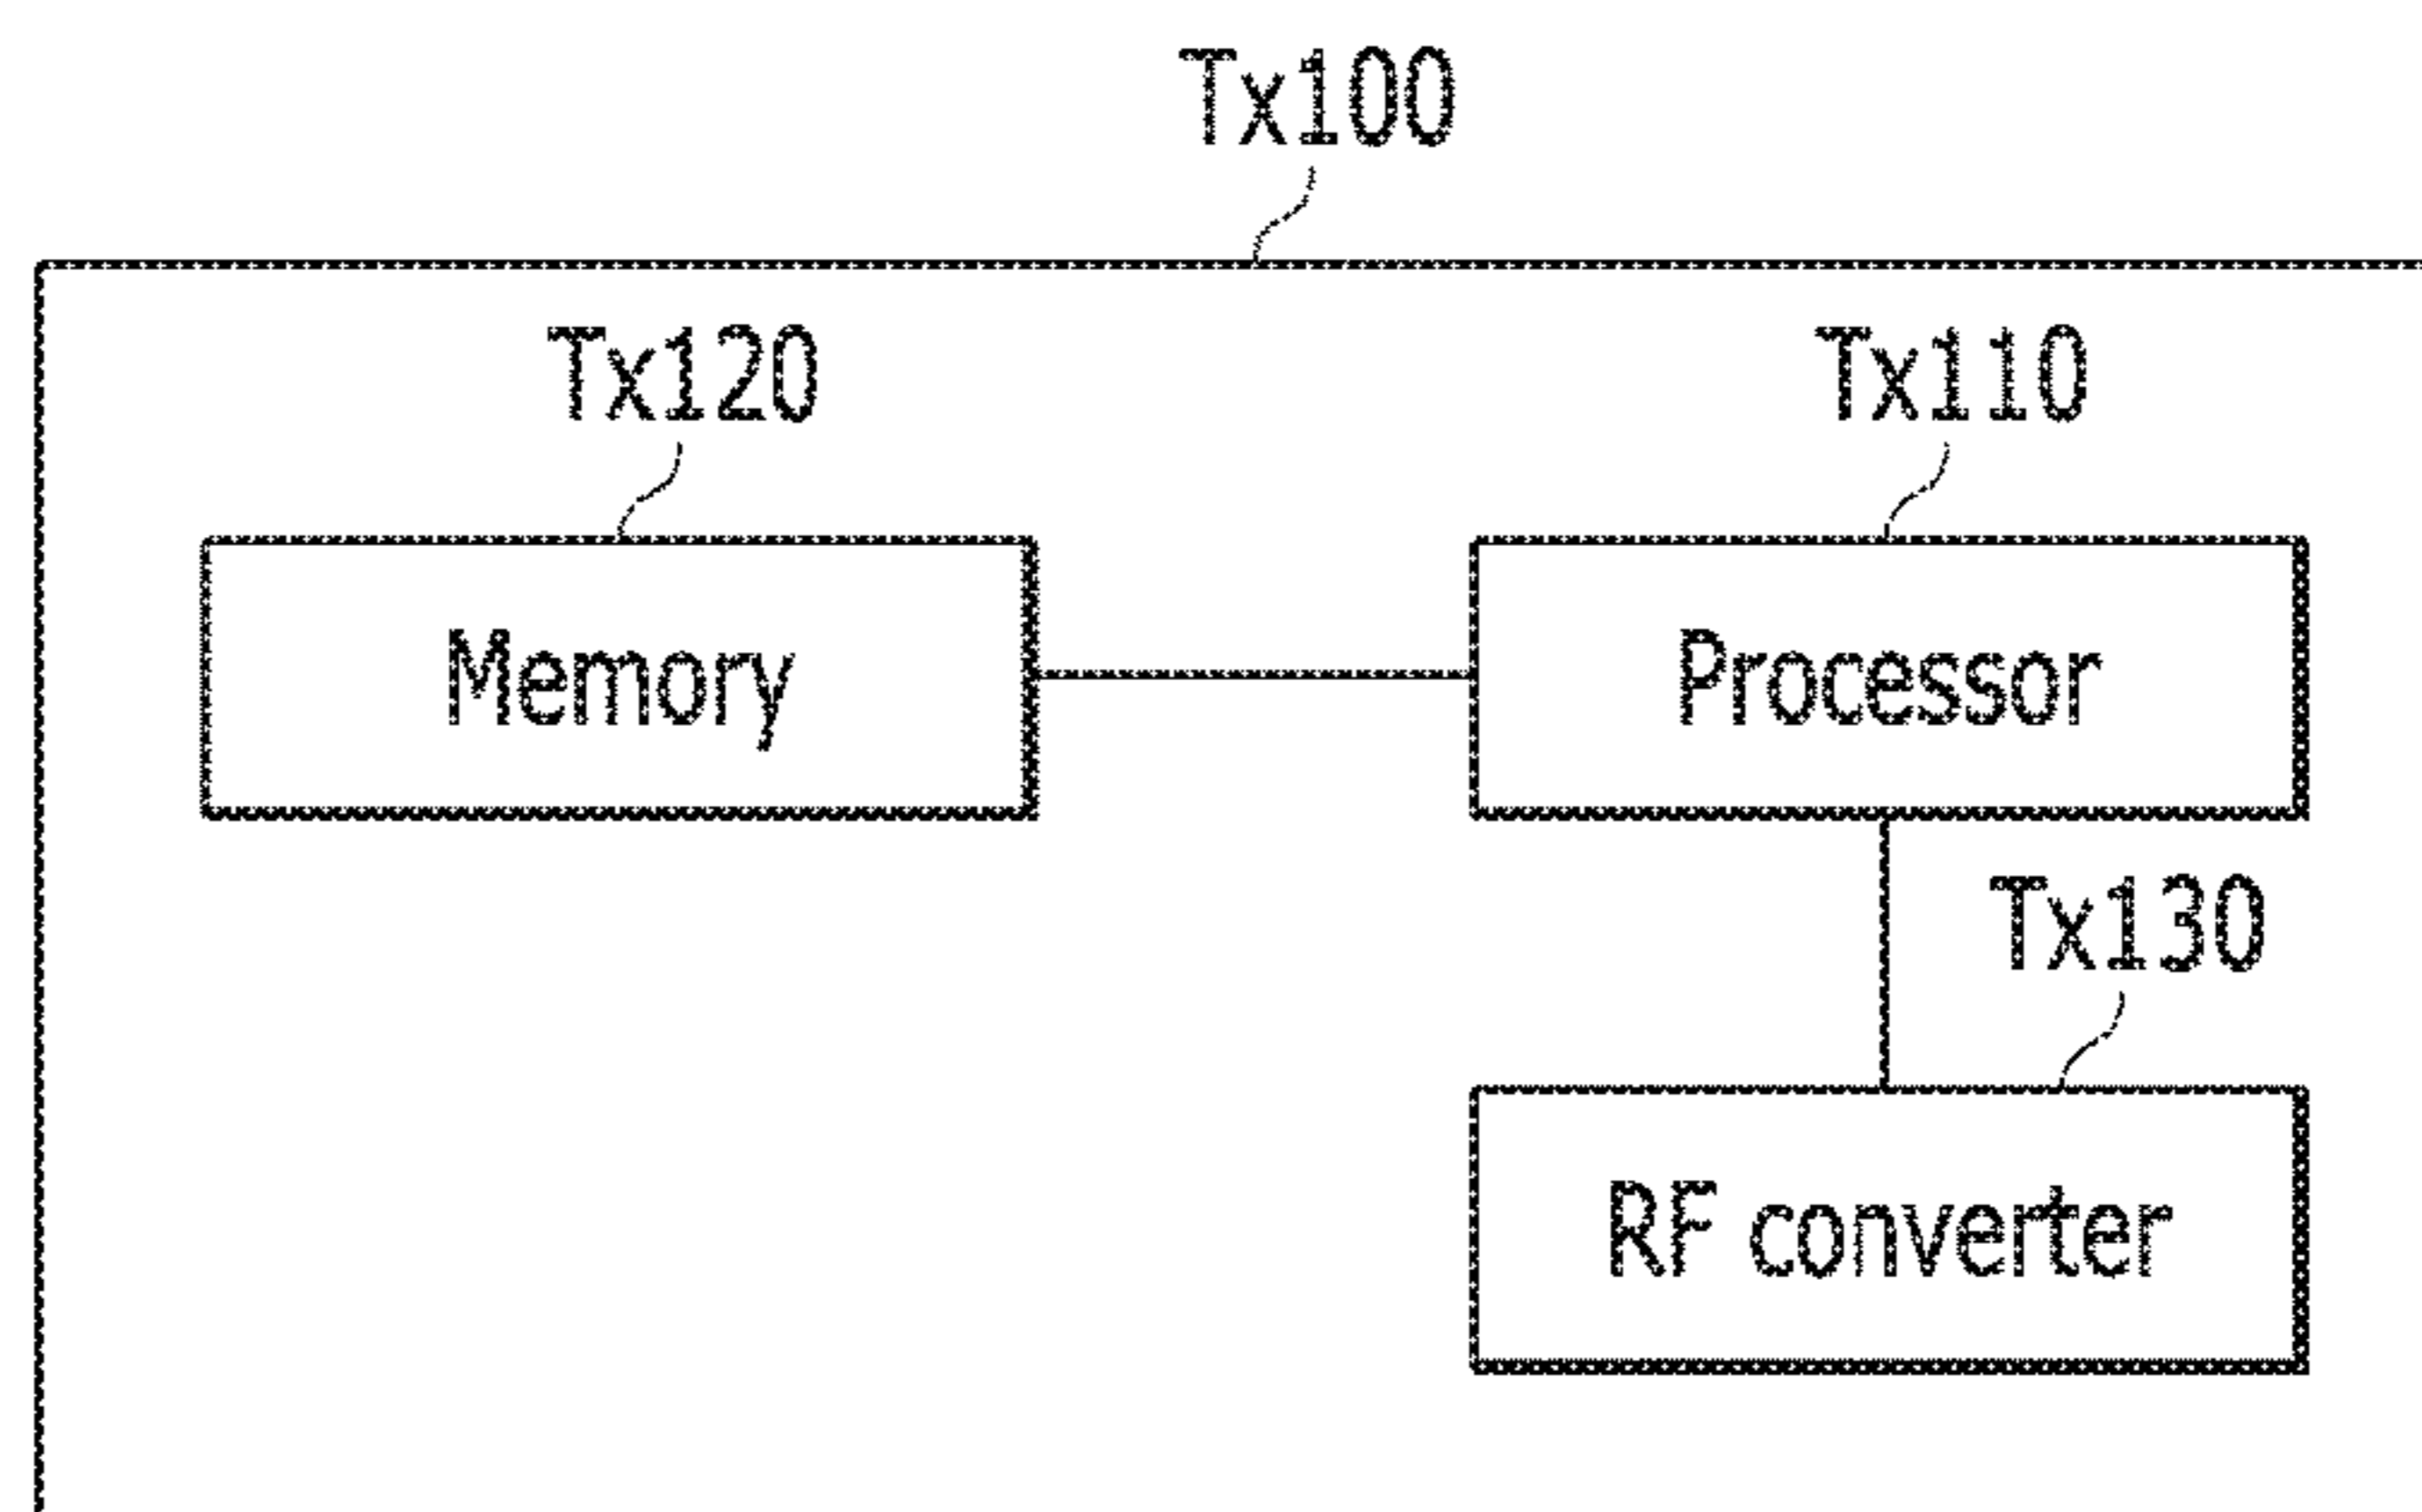 Tx100
Tx120
Tx110
Memory
Processor
Tx130
RF converter